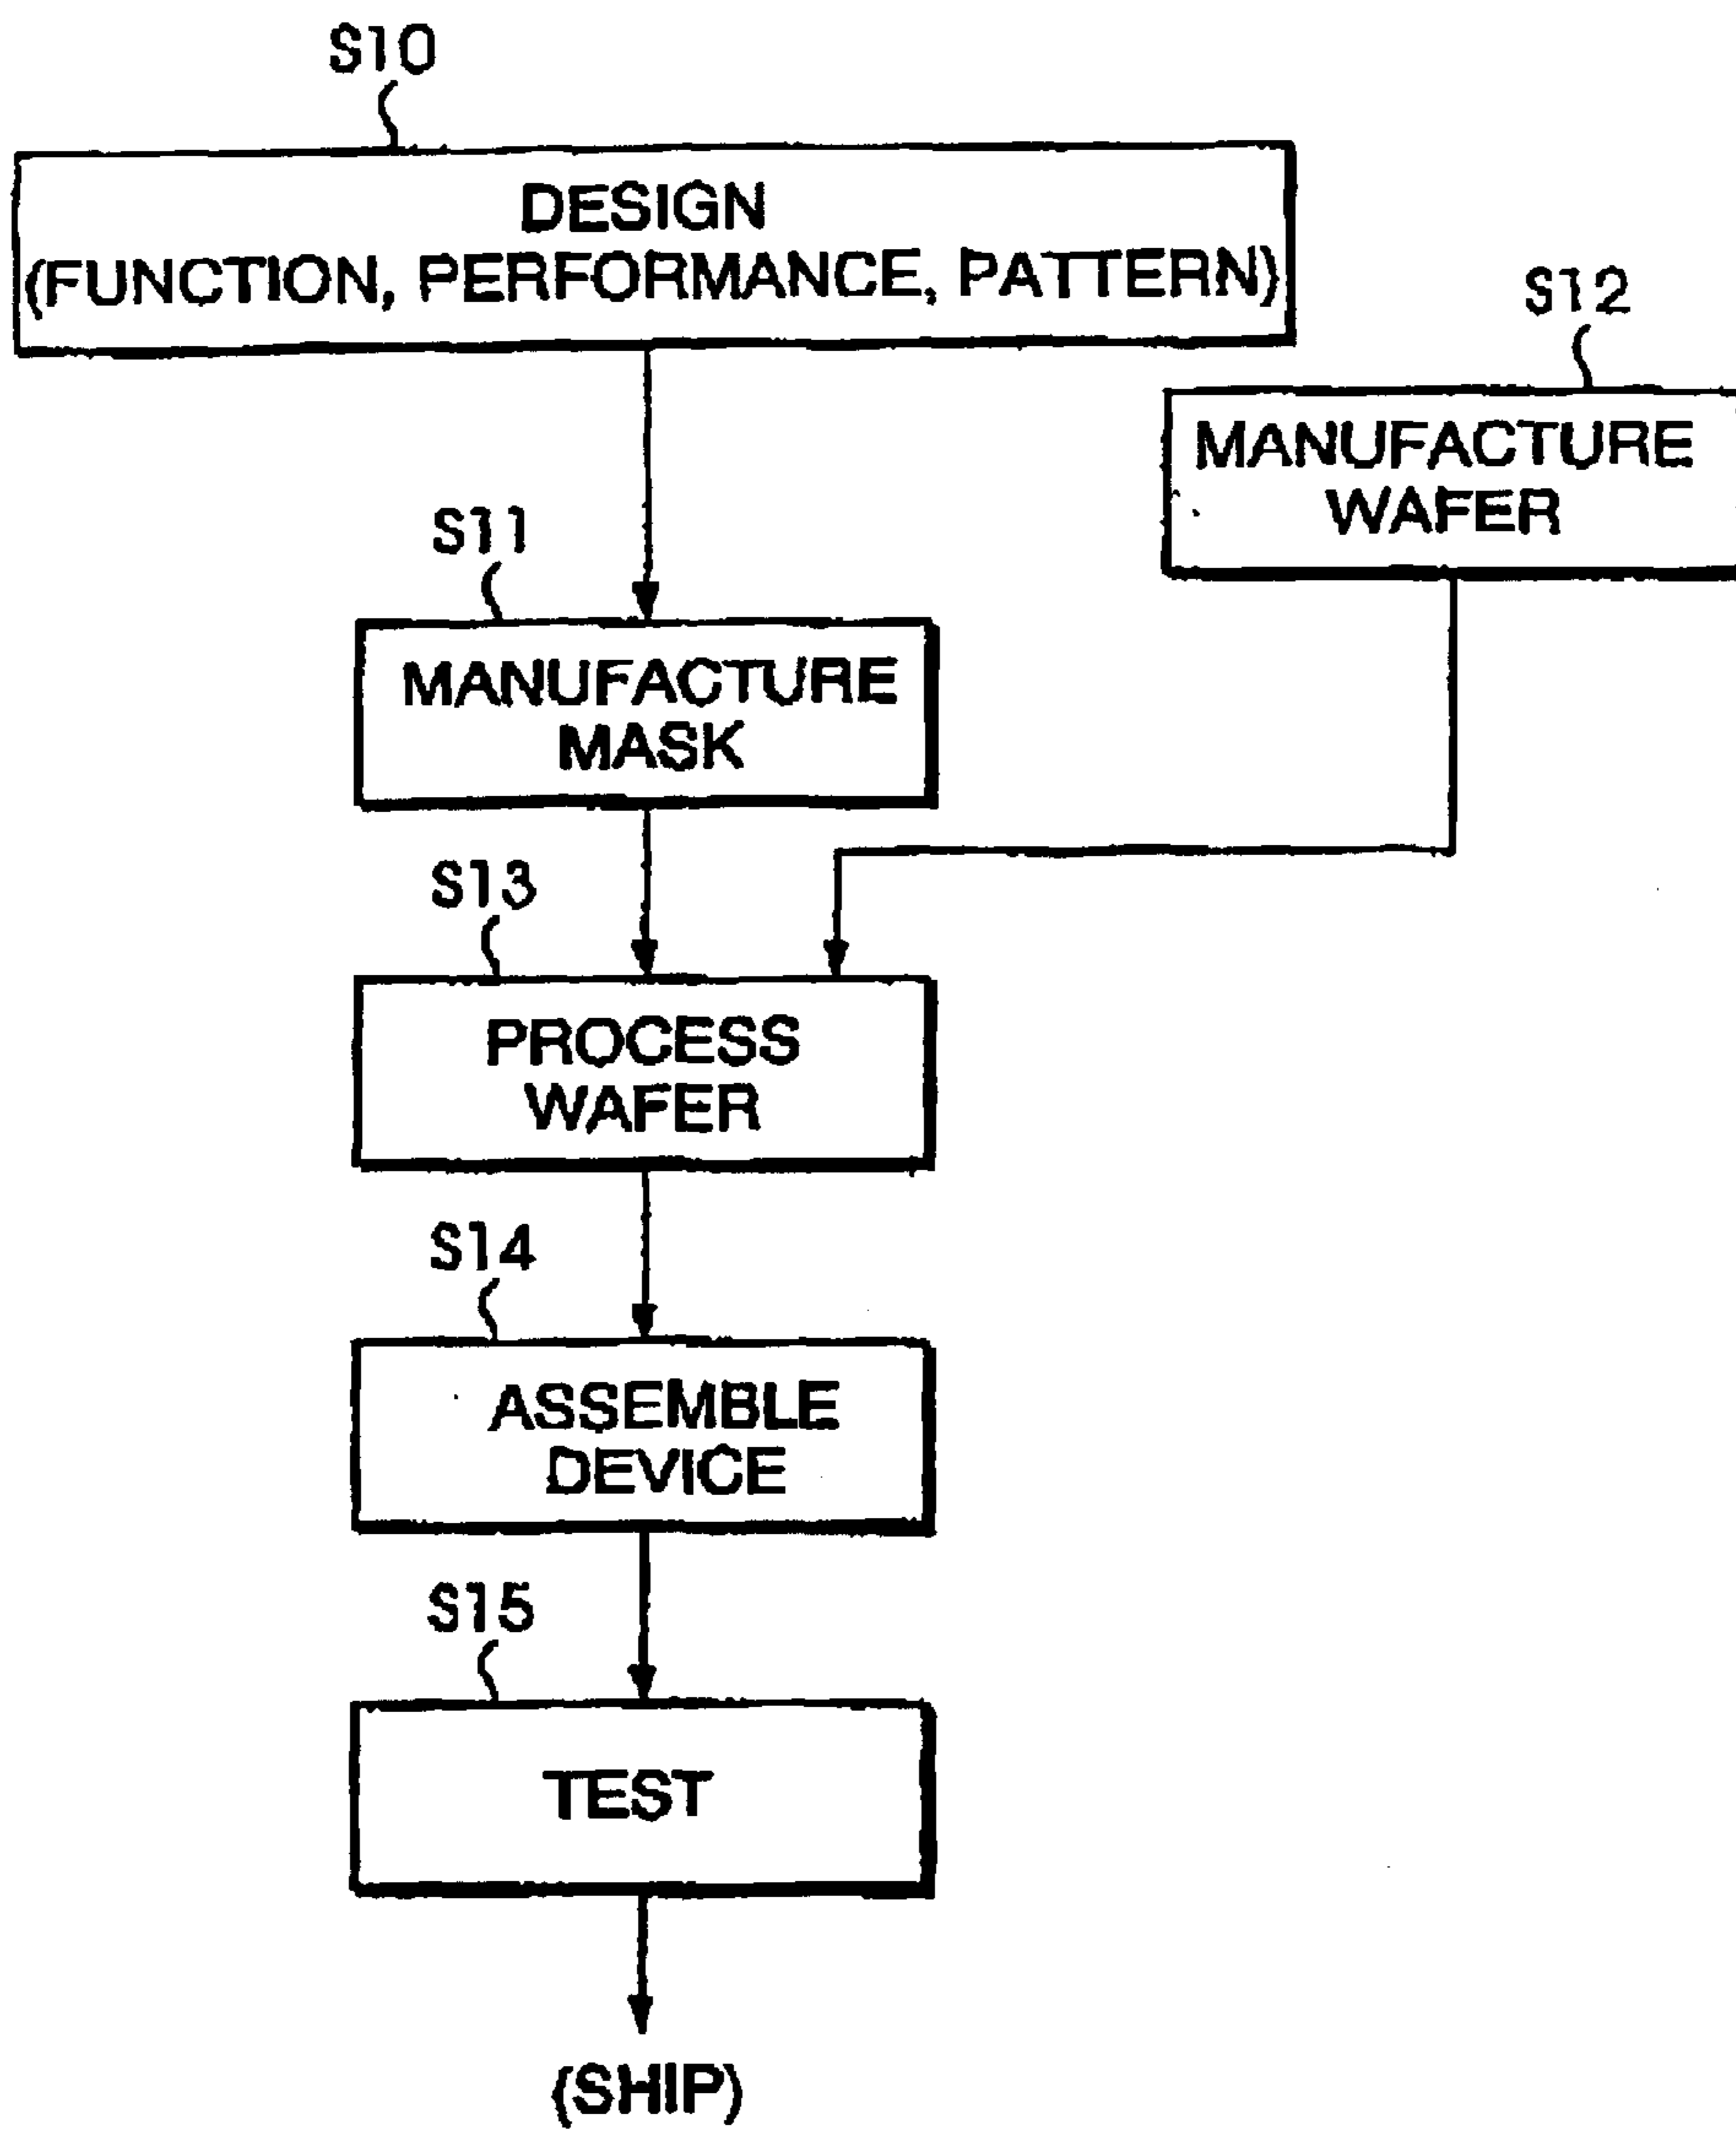 S10
DESIGN
(FUNCTION, PERFORMANCE, PATTERN)
S12
MANUFACTURE
WAFER
S11
MANUFACTURE
MASK
S13
PROCESS
WAFER
S14
ASSEMBLE
DEVICE
S15
TEST
(SHIP)